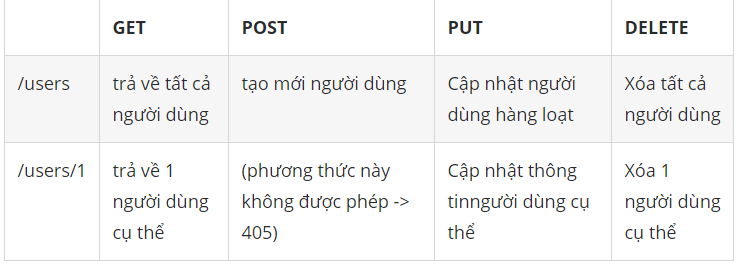 GET POST PUT DELETE
/users trả về tất cả tạo mới người dùng Cập nhật người Xóa tất cả
người dùng dùng hàng loạt người dùng
/users/1 trả về 1 (phương thức này Cập nhật thông Xóa 1
người dùng không được phép -> tinngười dùng cụ người dùng
cụ thể 405) thể cụ thể